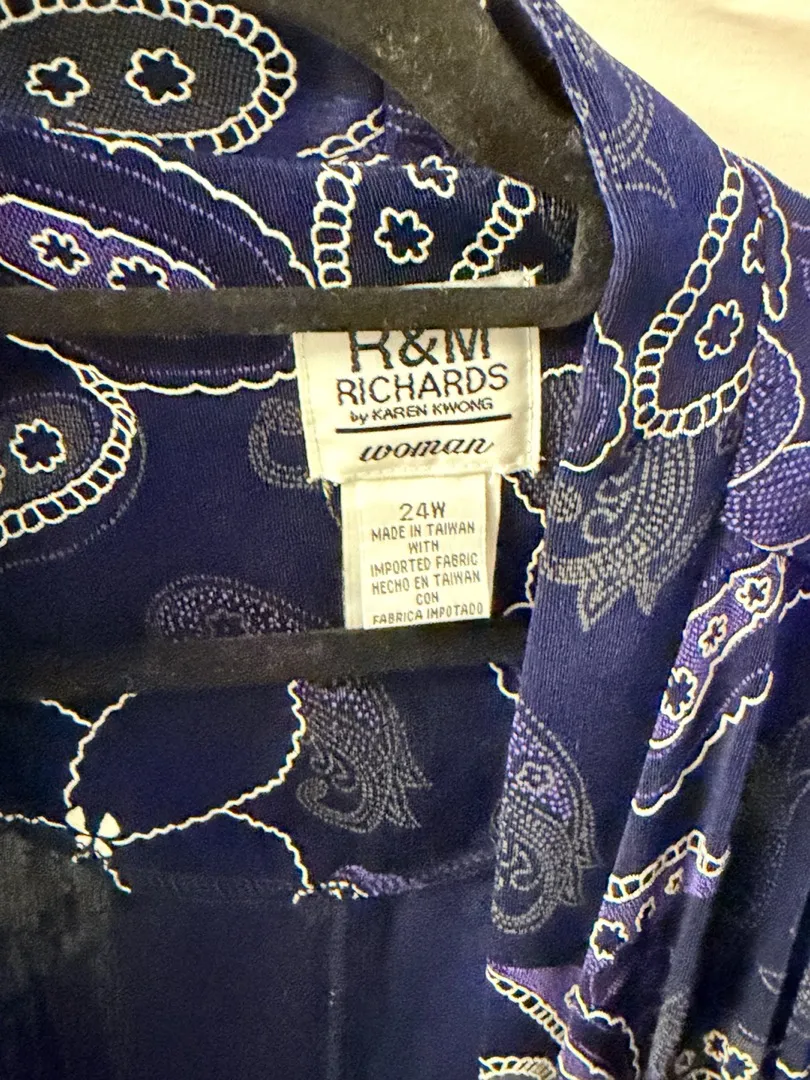 R&M
RICHARDS
by KAREN KWONG
woman
24W
MADE IN TAIWAN
WITH
IMPORTED FABRIC
HECHO EN TAIWAN
CON
FABRICA IMPOTADO